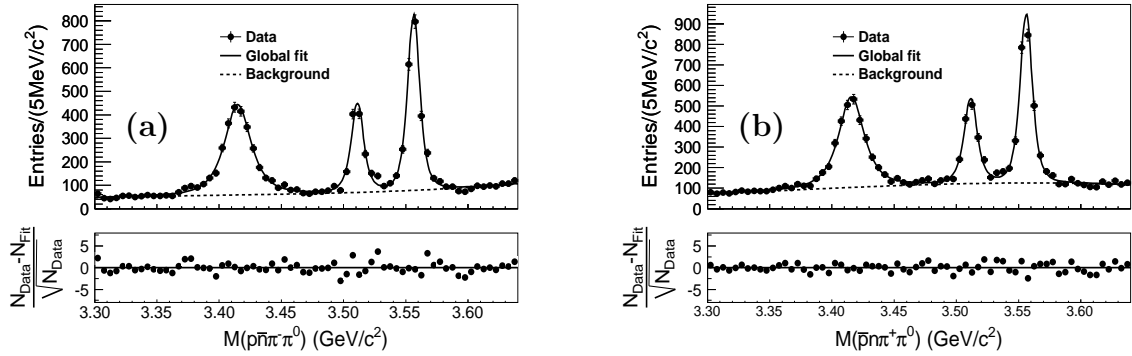 Entries/(5MeV/c²)
800
700
600
500
400
300
200
100
0
Data
Global fit
Background
(a)
N_Data-N_Fit
√N_Data
5
0
-5
3.30 3.40 3.45 3.50 3.55 3.60
M(pn̄π⁻π⁰) (GeV/c²)
Entries/(5MeV/c²)
900
800
700
600
500
400
300
200
100
0
Data
Global fit
Background
(b)
N_Data-N_Fit
√N_Data
5
0
-5
3.30 3.40 3.45 3.50 3.55 3.60
M(p̄nπ⁺π⁰) (GeV/c²)